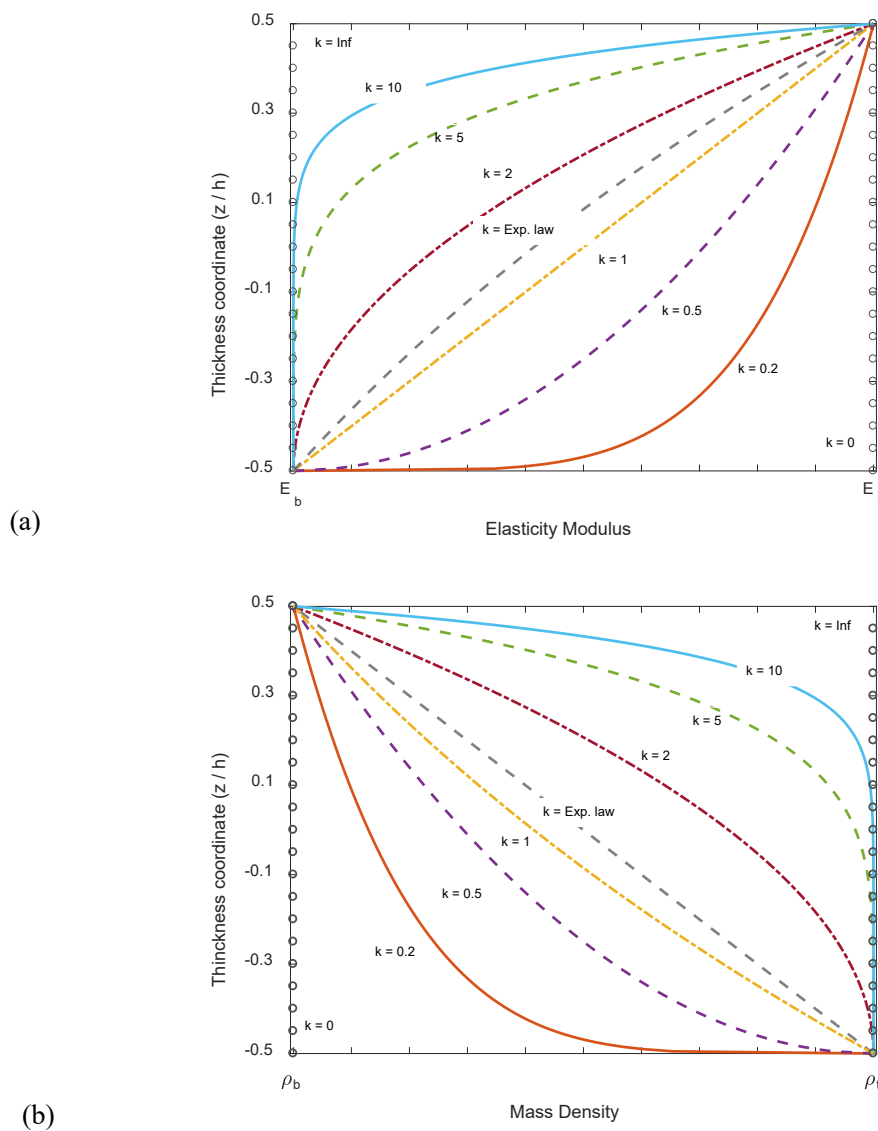 0.5
k = Inf
k = 10
0.3
k = 5
k = 2
0.1
k = Exp. law
k = 1
-0.1
k = 0.5
k = 0.2
-0.3
k = 0
-0.5
E b
E
Thickness coordinate (z / h)
Elasticity Modulus
(a)
0.5
k = Inf
k = 10
0.3
k = 5
k = 2
0.1
k = Exp. law
k = 1
-0.1
k = 0.5
k = 0.2
-0.3
k = 0
-0.5
ρb
ρt
Thinckness coordinate (z / h)
Mass Density
(b)